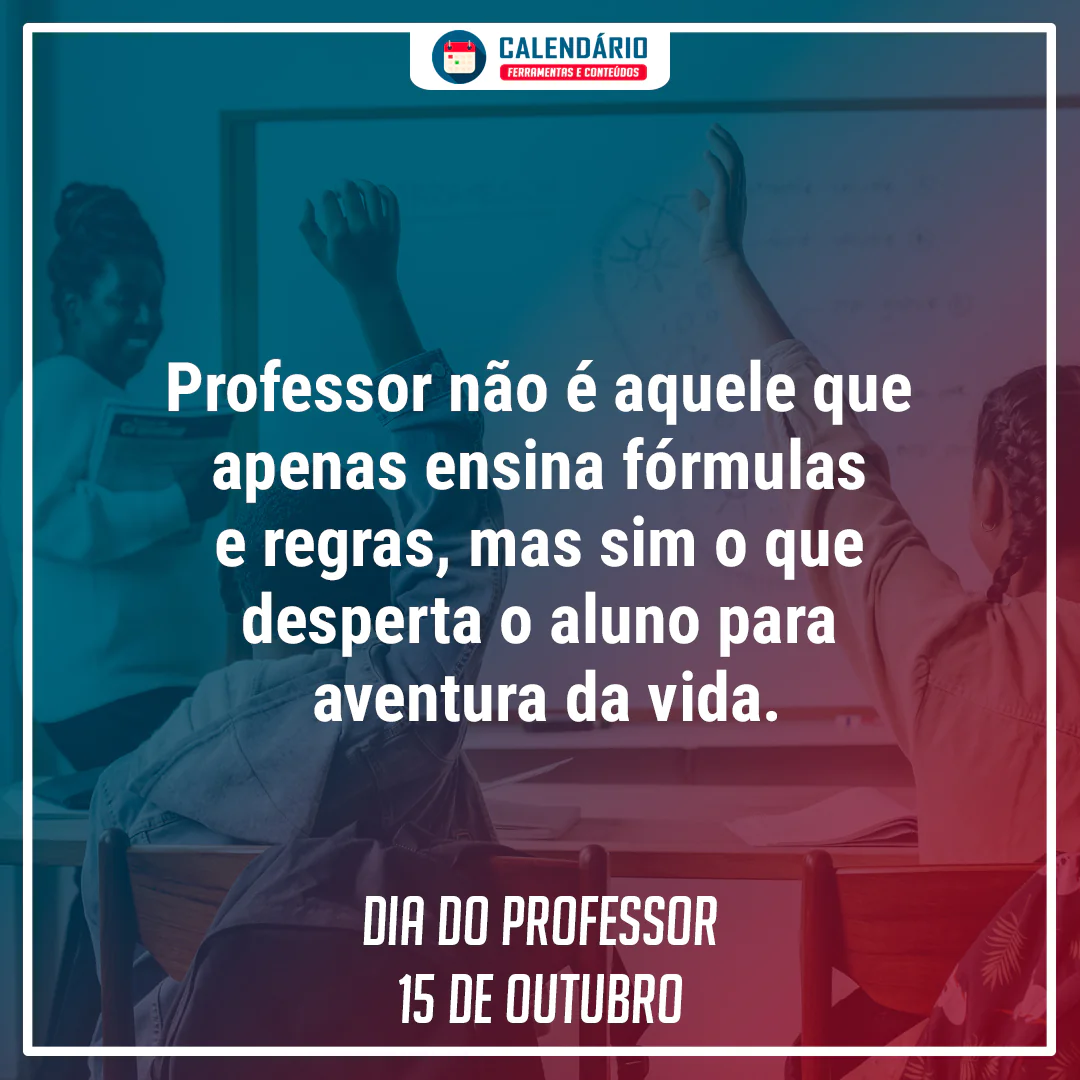 CALENDÁRIO
FERRAMENTAS E CONTEÚDOS
Professor não é aquele que
apenas ensina fórmulas
e regras, mas sim o que
desperta o aluno para
aventura da vida.
DIA DO PROFESSOR
15 DE OUTUBRO